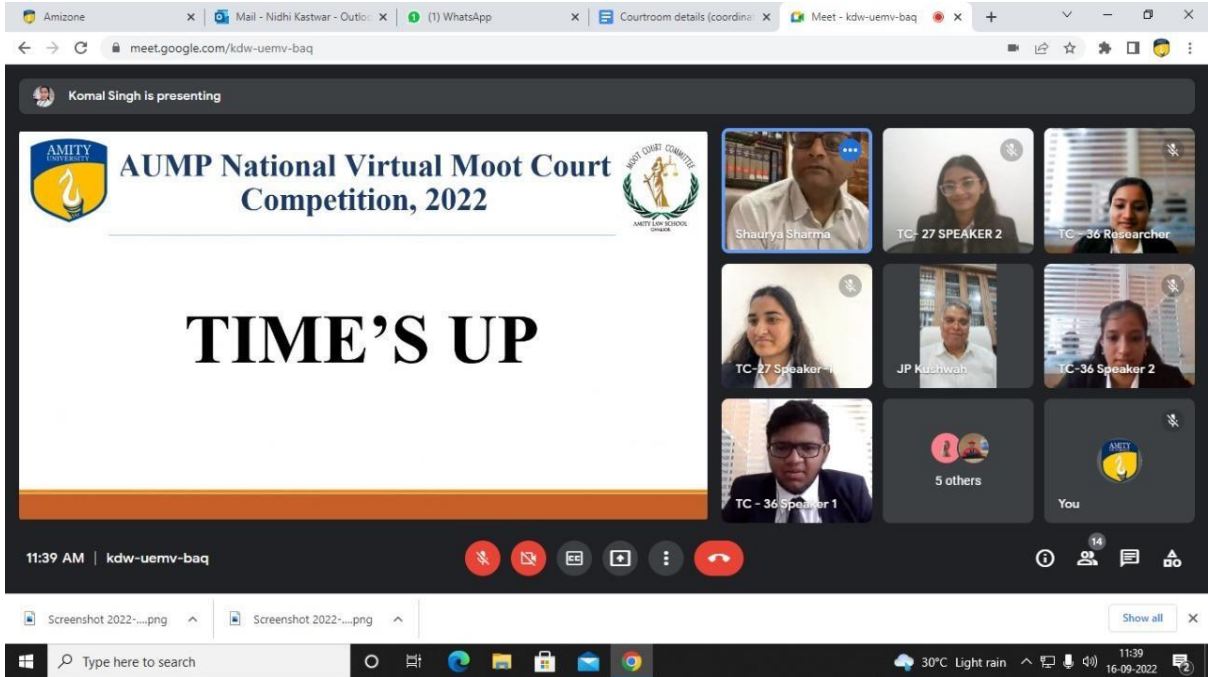 Amizone
Mail - Nidhi Kastwar - Outloo
(1) WhatsApp
Courtroom details (coordinat
Meet - kdw-uemv-baq
meet.google.com/kdw-uemv-baq
Komal Singh is presenting
AMITY
UNIVERSITY
AUMP National Virtual Moot Court
Competition, 2022
MOOT COURT COMMITTEE
AMITY LAW SCHOOL
GWALIOR
TIME'S UP
Shaurya Sharma
TC- 27 SPEAKER 2
TC - 36 Researcher
TC-27 Speaker-
JP Kushwah
TC-36 Speaker 2
TC - 36 Speaker 1
5 others
AMITY
You
11:39 AM | kdw-uemv-baq
14
Screenshot 2022-....png
Screenshot 2022-....png
Show all
Type here to search
30°C Light rain
11:39
16-09-2022
2